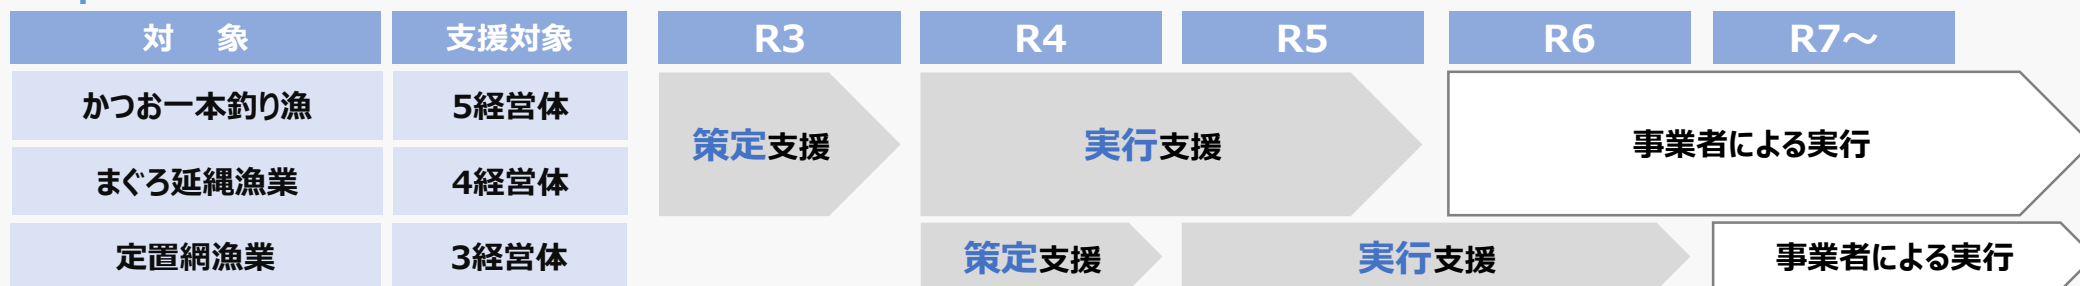 対　象 支援対象 R3 R4 R5 R6 R7～
かつお一本釣り漁 5経営体
まぐろ延縄漁業 4経営体
策定支援 実行支援 事業者による実行
定置網漁業 3経営体 策定支援 実行支援 事業者による実行